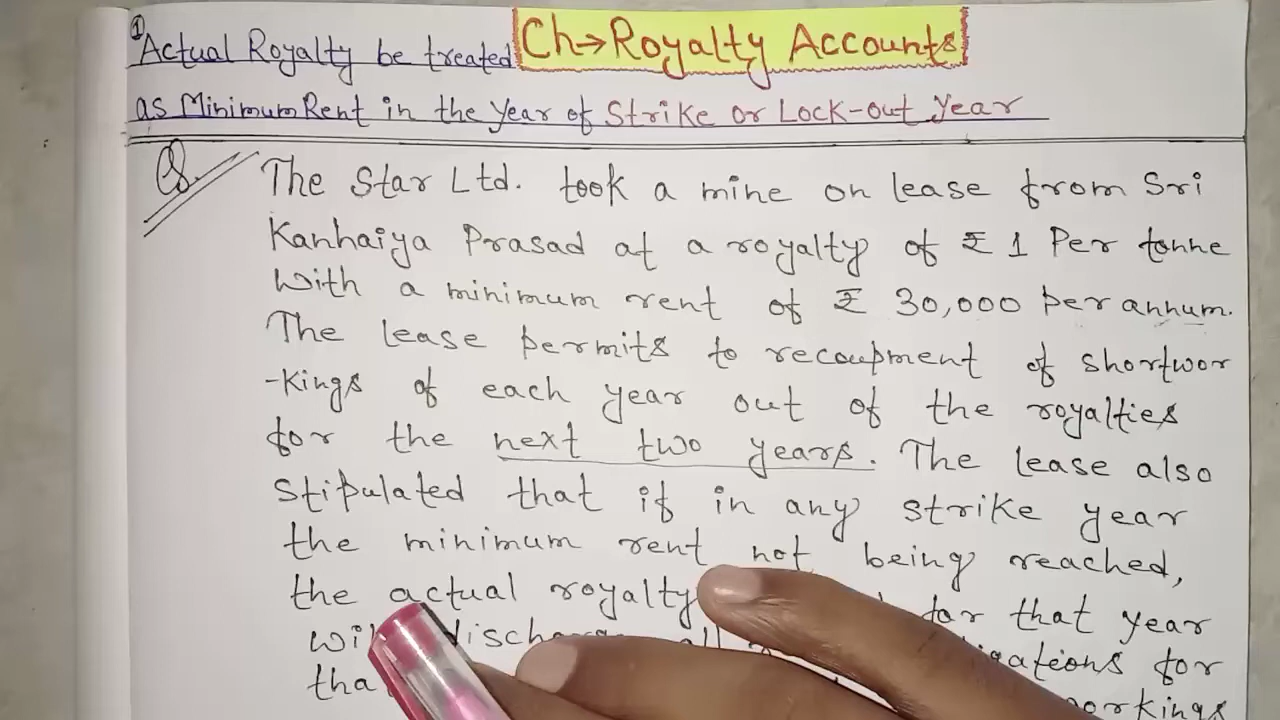 ① Actual Royalty be treated
Ch→Royalty Accounts
as Minimum Rent in the year of Strike or Lock-out year
Q. The Star Ltd. took a mine on lease from Sri
Kanhaiya Prasad at a royalty of ₹ 1 Per tonne
With a minimum rent of ₹ 30,000 per annum.
The lease permits to recoupment of shortwor
-kings of each year out of the royalties
for the next two years. The lease also
stipulated that if in any strike year
the minimum rent not being reached,
the actual royalty for that year
for